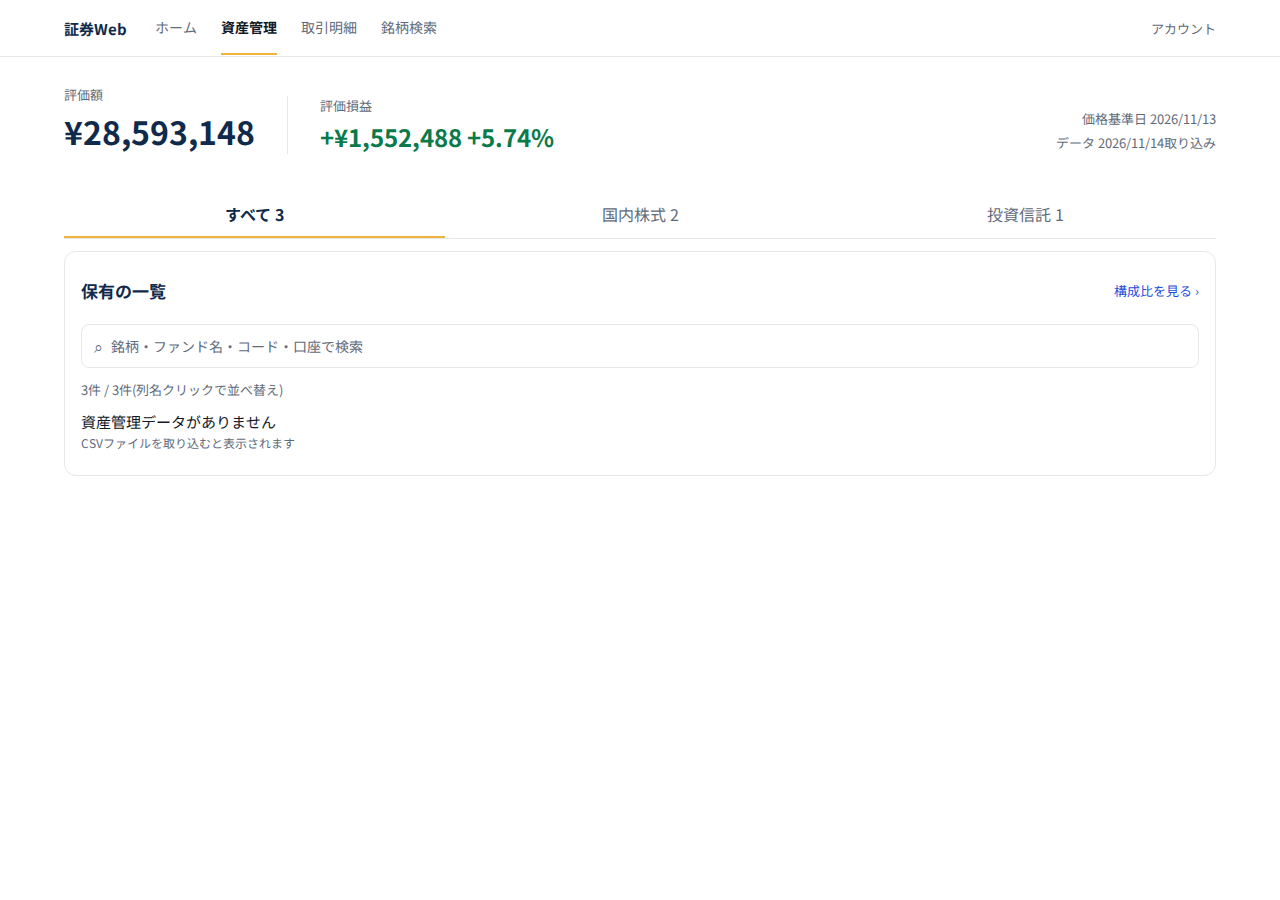 証券Web ホーム 資産管理 取引明細 銘柄検索 アカウント
評価額
¥28,593,148
評価損益
+¥1,552,488 +5.74%
価格基準日 2026/11/13
データ 2026/11/14取り込み
すべて 3 国内株式 2 投資信託 1
保有の一覧 構成比を見る ›
⌕ 銘柄・ファンド名・コード・口座で検索
3件 / 3件(列名クリックで並べ替え)
資産管理データがありません
CSVファイルを取り込むと表示されます